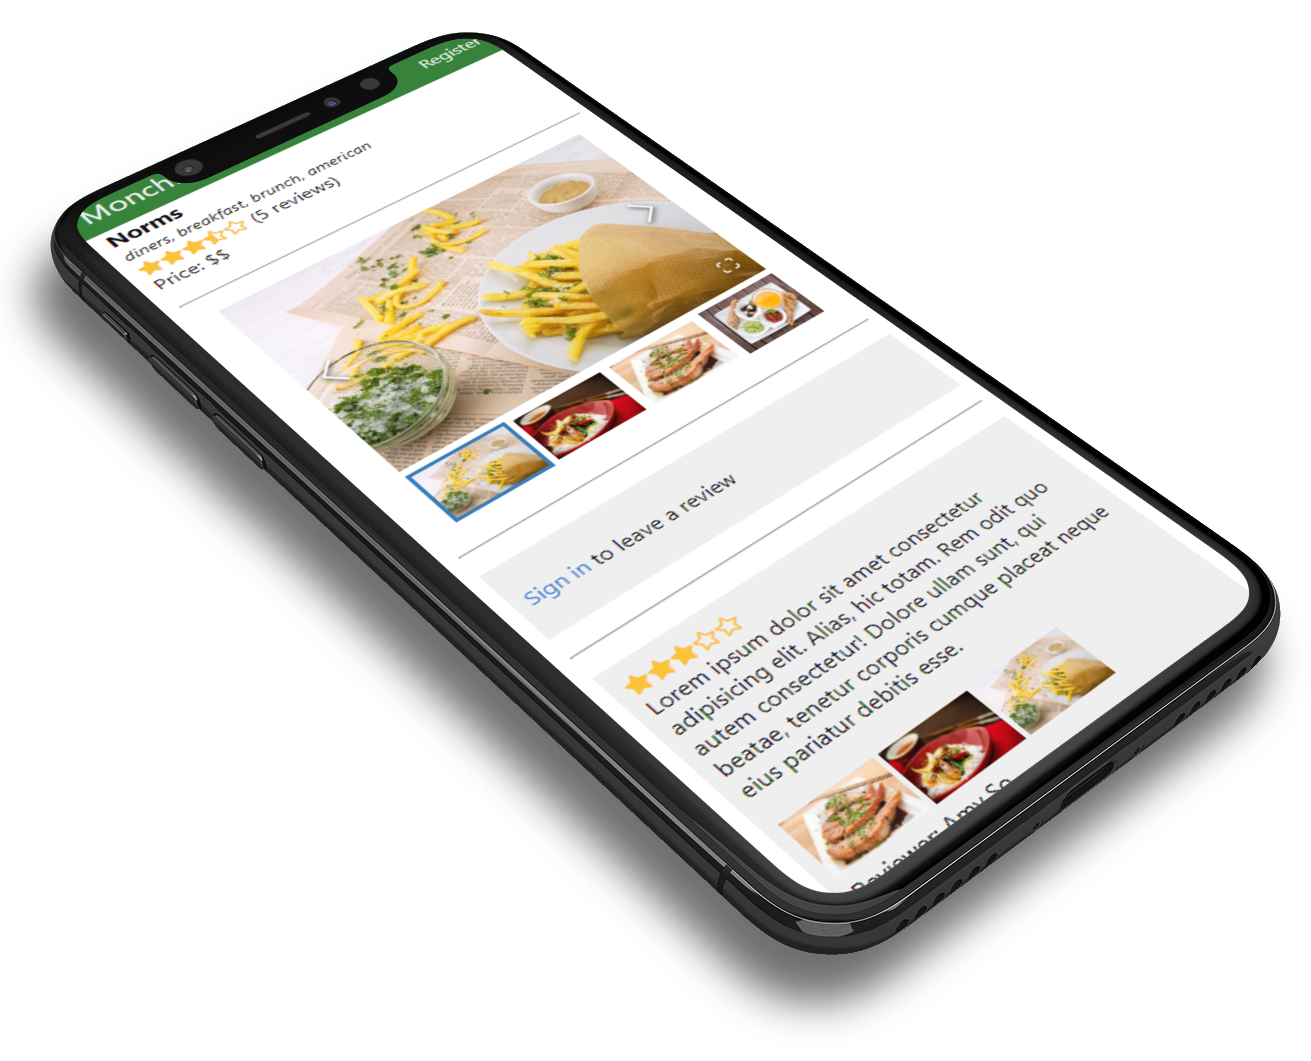 Register
Monch
Norms
diners, breakfast, brunch, american
(5 reviews)
Price: $$
Sign in to leave a review
Lorem ipsum dolor sit amet consectetur
adipisicing elit. Alias, hic totam. Rem odit quo
autem consectetur! Dolore ullam sunt, qui
beatae, tenetur corporis cumque placeat neque
eius pariatur debitis esse.
Reviewer: Amy So